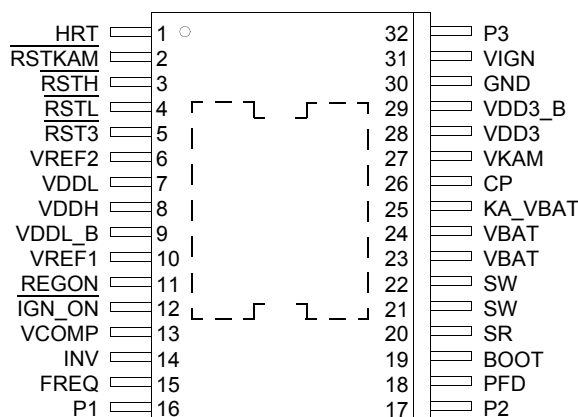 HRT 1 32 P3
RSTKAM 2 31 VIGN
RSTH 3 30 GND
RSTL 4 29 VDD3_B
RST3 5 28 VDD3
VREF2 6 27 VKAM
VDDL 7 26 CP
VDDH 8 25 KA_VBAT
VDDL_B 9 24 VBAT
VREF1 10 23 VBAT
REGON 11 22 SW
IGN_ON 12 21 SW
VCOMP 13 20 SR
INV 14 19 BOOT
FREQ 15 18 PFD
P1 16 17 P2